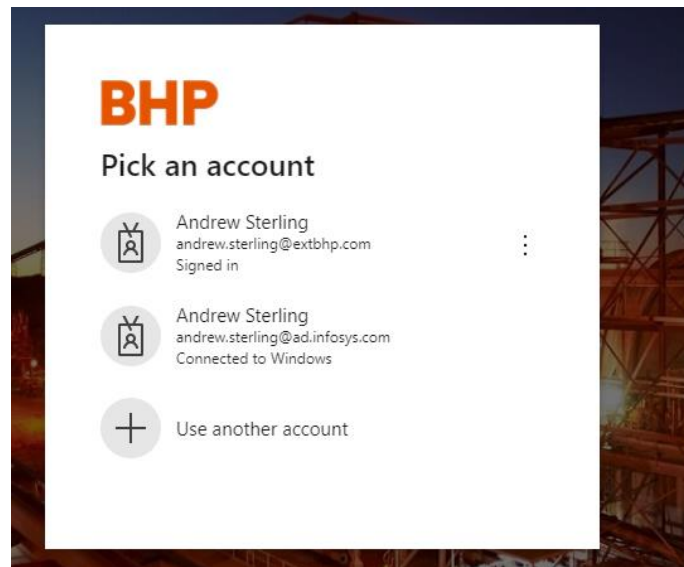 BHP
Pick an account
Andrew Sterling
andrew.sterling@extbhp.com
Signed in
Andrew Sterling
andrew.sterling@ad.infosys.com
Connected to Windows
Use another account